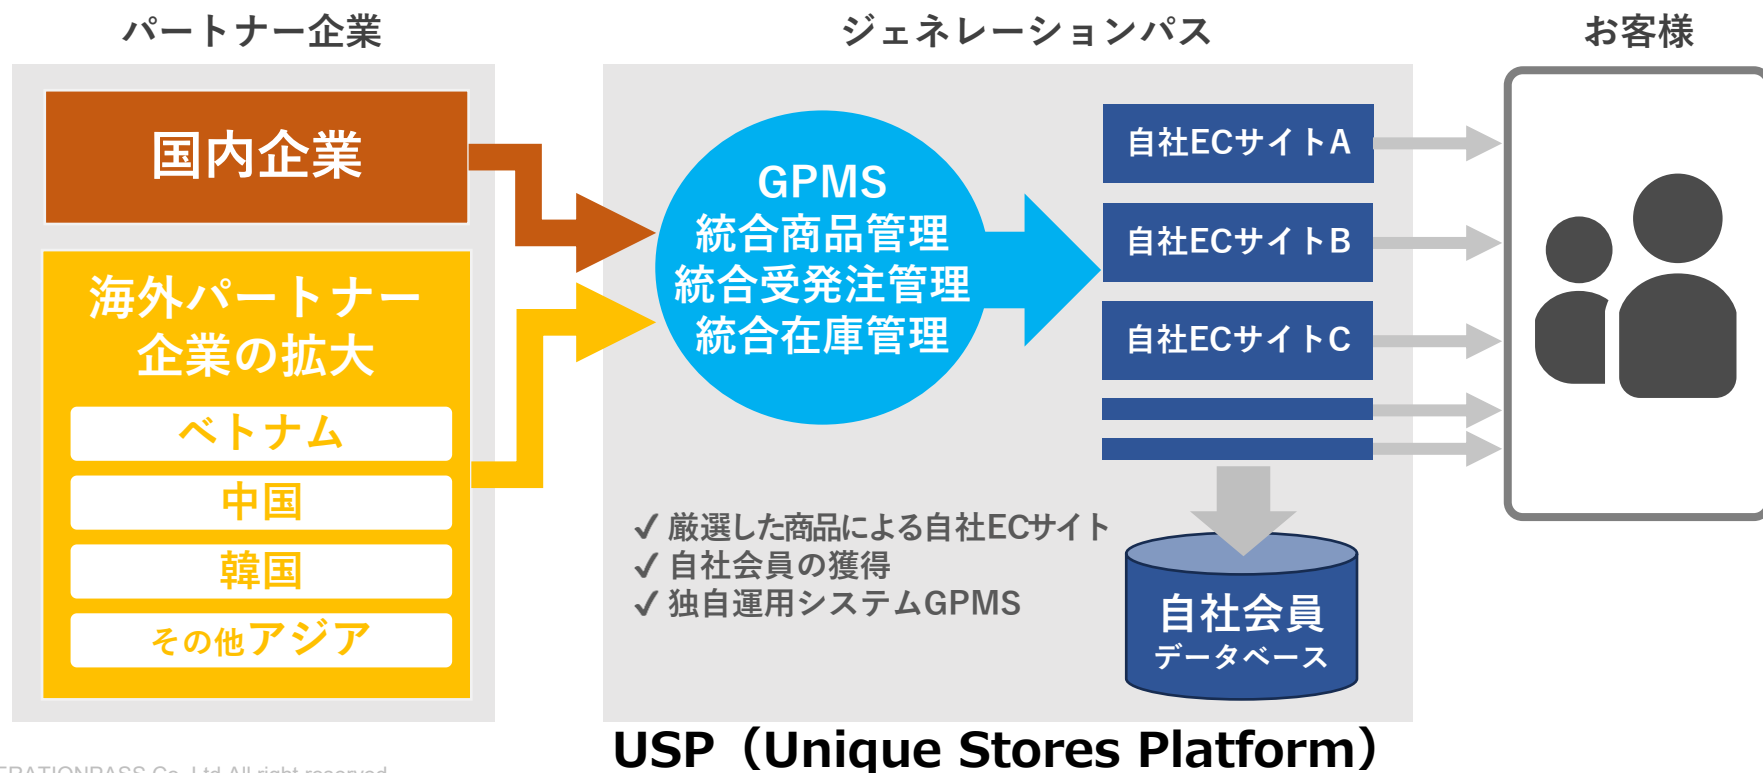 パートナー企業
ジェネレーションパス
お客様
国内企業
海外パートナー
企業の拡大
ベトナム
中国
韓国
その他アジア
GPMS
統合商品管理
統合受発注管理
統合在庫管理
自社ECサイトA
自社ECサイトB
自社ECサイトC
✓ 厳選した商品による自社ECサイト
✓ 自社会員の獲得
✓ 独自運用システムGPMS
自社会員
データベース
USP（Unique Stores Platform）
Co.,Ltd All right reserved